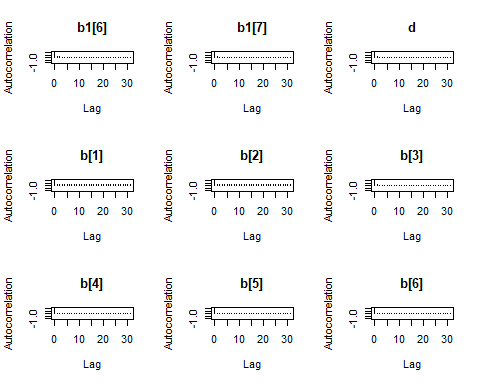 b1[6] b1[7] d
Autocorrelation -1.0 Autocorrelation -1.0 Autocorrelation -1.0
0 10 20 30 0 10 20 30 0 10 20 30
Lag Lag Lag
b[1] b[2] b[3]
Autocorrelation -1.0 Autocorrelation -1.0 Autocorrelation -1.0
0 10 20 30 0 10 20 30 0 10 20 30
Lag Lag Lag
b[4] b[5] b[6]
Autocorrelation -1.0 Autocorrelation -1.0 Autocorrelation -1.0
0 10 20 30 0 10 20 30 0 10 20 30
Lag Lag Lag